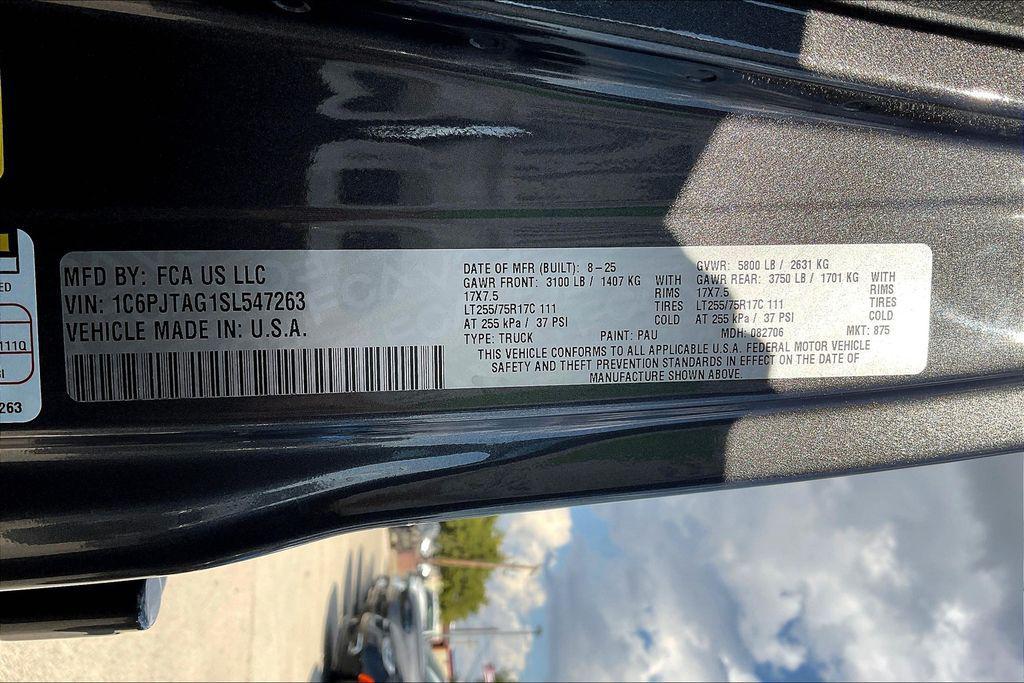 MFD BY: FCA US LLC
VIN: 1C6PJTAG1SL547263
VEHICLE MADE IN: U.S.A.
DATE OF MFR (BUILT): 8-25
GAWR FRONT: 3100 LB / 1407 KG WITH
17X7.5 RIMS
LT255/75R17C 111 TIRES
AT 255 kPa / 37 PSI COLD
GVWR: 5800 LB / 2631 KG
GAWR REAR: 3750 LB / 1701 KG WITH
17X7.5 RIMS
LT255/75R17C 111 TIRES
AT 255 kPa / 37 PSI COLD
TYPE: TRUCK PAINT: PAU MDH: 082706 MKT: 875
THIS VEHICLE CONFORMS TO ALL APPLICABLE U.S.A. FEDERAL MOTOR VEHICLE
SAFETY AND THEFT PREVENTION STANDARDS IN EFFECT ON THE DATE OF
MANUFACTURE SHOWN ABOVE.
263